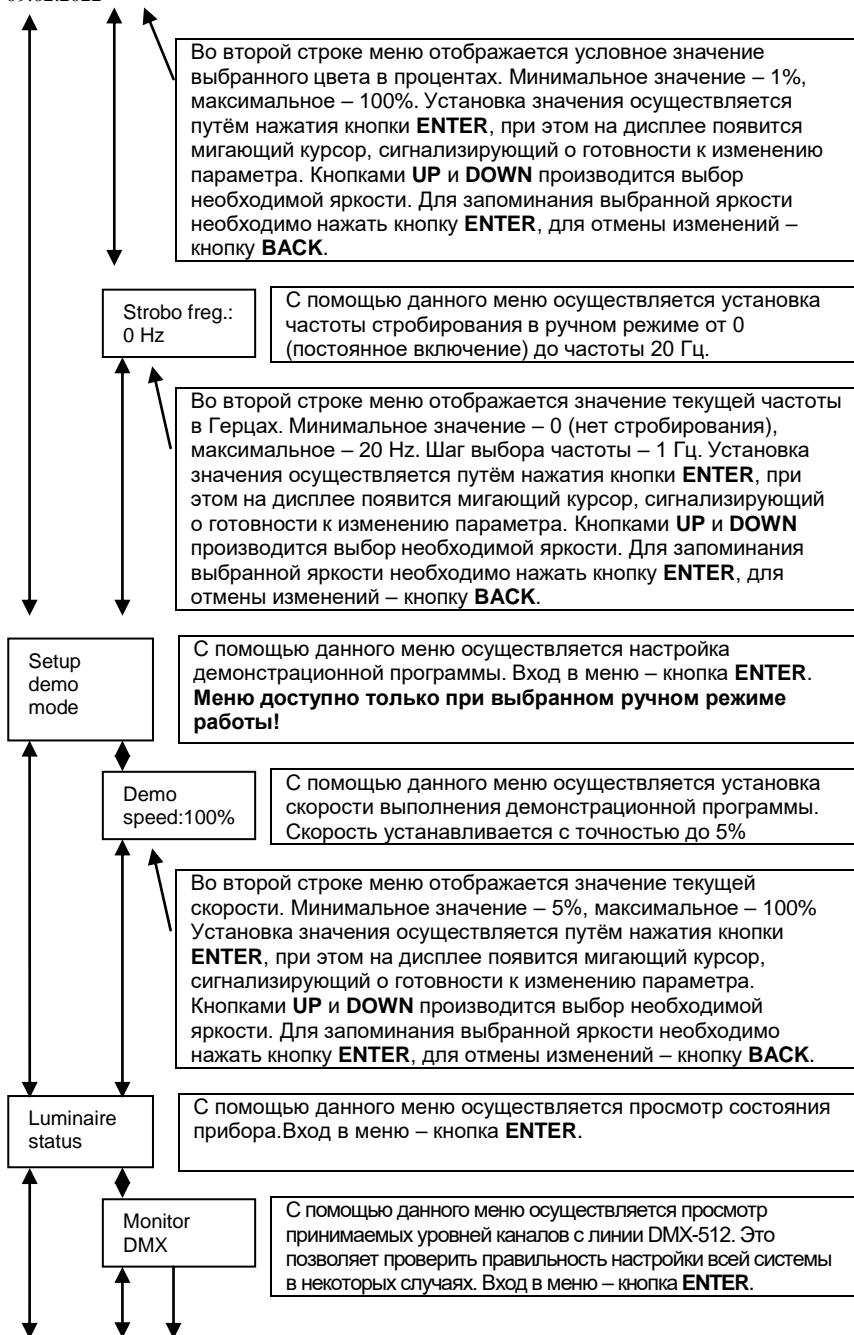 Во второй строке меню отображается условное значение
выбранного цвета в процентах. Минимальное значение – 1%,
максимальное – 100%. Установка значения осуществляется
путём нажатия кнопки ENTER, при этом на дисплее появится
мигающий курсор, сигнализирующий о готовности к изменению
параметра. Кнопками UP и DOWN производится выбор
необходимой яркости. Для запоминания выбранной яркости
необходимо нажать кнопку ENTER, для отмены изменений –
кнопку BACK.
Strobo freg.:
0 Hz
С помощью данного меню осуществляется установка
частоты стробирования в ручном режиме от 0
(постоянное включение) до частоты 20 Гц.
Во второй строке меню отображается значение текущей частоты
в Герцах. Минимальное значение – 0 (нет стробирования),
максимальное – 20 Hz. Шаг выбора частоты – 1 Гц. Установка
значения осуществляется путём нажатия кнопки ENTER, при
этом на дисплее появится мигающий курсор, сигнализирующий
о готовности к изменению параметра. Кнопками UP и DOWN
производится выбор необходимой яркости. Для запоминания
выбранной яркости необходимо нажать кнопку ENTER, для
отмены изменений – кнопку BACK.
Setup
demo
mode
С помощью данного меню осуществляется настройка
демонстрационной программы. Вход в меню – кнопка ENTER.
Меню доступно только при выбранном ручном режиме
работы!
Demo
speed:100%
С помощью данного меню осуществляется установка
скорости выполнения демонстрационной программы.
Скорость устанавливается с точностью до 5%
Во второй строке меню отображается значение текущей
скорости. Минимальное значение – 5%, максимальное – 100%
Установка значения осуществляется путём нажатия кнопки
ENTER, при этом на дисплее появится мигающий курсор,
сигнализирующий о готовности к изменению параметра.
Кнопками UP и DOWN производится выбор необходимой
яркости. Для запоминания выбранной яркости необходимо
нажать кнопку ENTER, для отмены изменений – кнопку BACK.
Luminaire
status
С помощью данного меню осуществляется просмотр состояния
прибора.Вход в меню – кнопка ENTER.
Monitor
DMX
С помощью данного меню осуществляется просмотр
принимаемых уровней каналов с линии DMX-512. Это
позволяет проверить правильность настройки всей системы
в некоторых случаях. Вход в меню – кнопка ENTER.